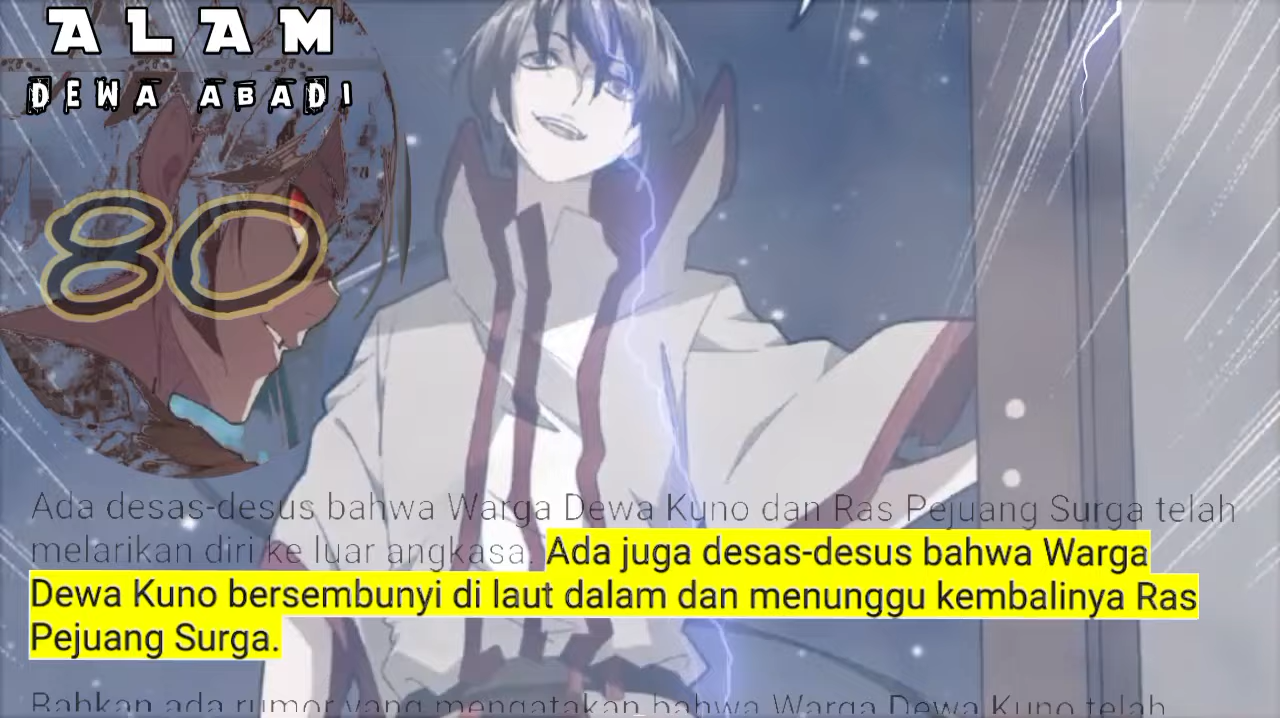 ALAM
DEWA ABADI
80
Ada desas-desus bahwa Warga Dewa Kuno dan Ras Pejuang Surga telah
melarikan diri ke luar angkasa. Ada juga desas-desus bahwa Warga
Dewa Kuno bersembunyi di laut dalam dan menunggu kembalinya Ras
Pejuang Surga.
Bahkan ada rumor yang mengatakan bahwa Warga Dewa Kuno telah